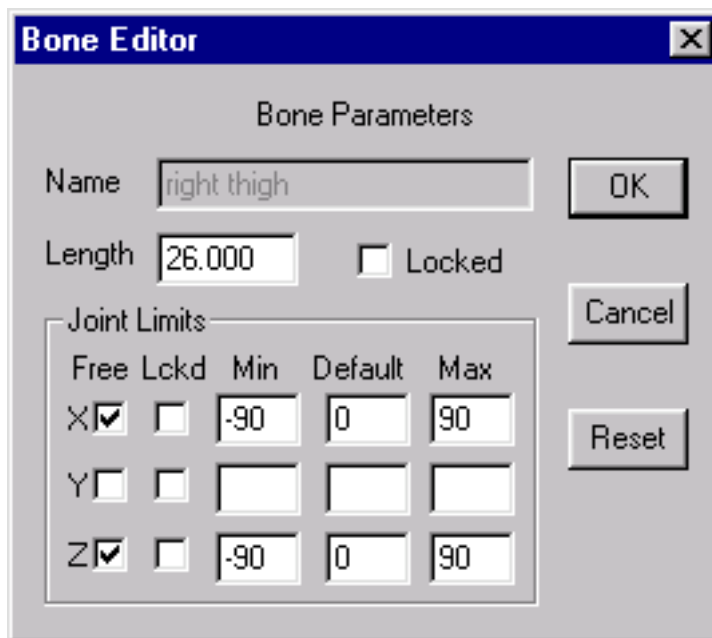 Bone Editor
Bone Parameters
Name right thigh OK
Length 26.000 Locked
Cancel
Joint Limits
Free Lckd Min Default Max
X -90 0 90
Reset
Y
Z -90 0 90